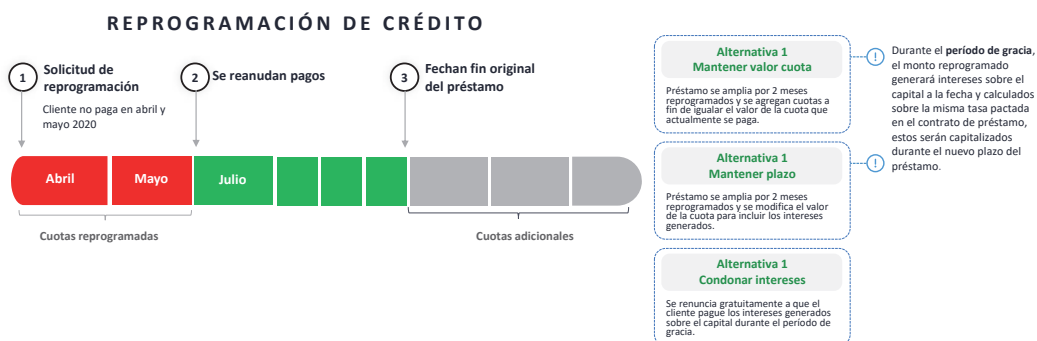 REPROGRAMACIÓN DE CRÉDITO
1
Solicitud de
reprogramación
Cliente no paga en abril y
mayo 2020
2
Se reanudan pagos
3
Fechan fin original
del préstamo
Abril
Mayo
Julio
Cuotas reprogramadas
Cuotas adicionales
Alternativa 1
Mantener valor cuota
Préstamo se amplia por 2 meses
reprogramados y se agregan cuotas a
fin de igualar el valor de la cuota que
actualmente se paga.
Alternativa 1
Mantener plazo
Préstamo se amplia por 2 meses
reprogramados y se modifica el valor
de la cuota para incluir los intereses
generados.
Alternativa 1
Condonar intereses
Se renuncia gratuitamente a que el
cliente pague los intereses generados
sobre el capital durante el período de
gracia.
!
!
Durante el período de gracia,
el monto reprogramado
generará intereses sobre el
capital a la fecha y calculados
sobre la misma tasa pactada
en el contrato de préstamo,
estos serán capitalizados
durante el nuevo plazo del
préstamo.